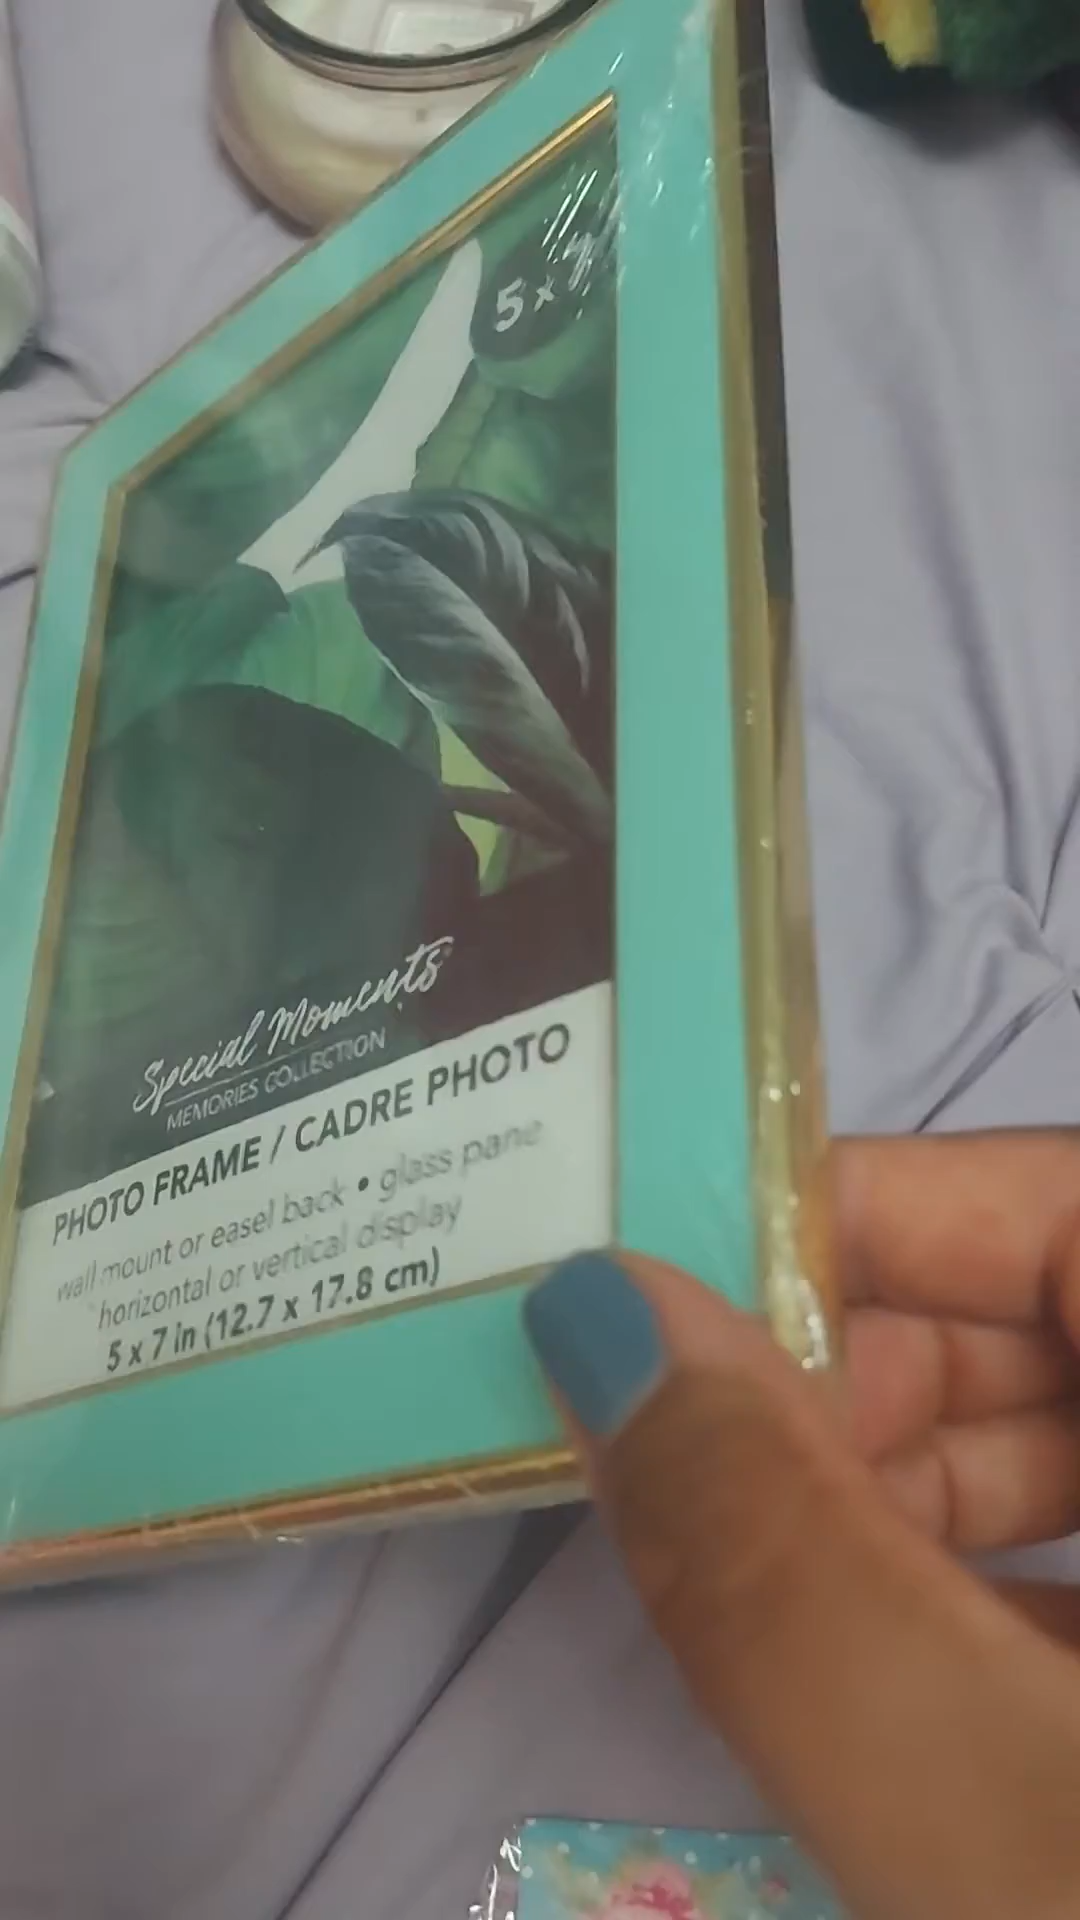 5 x 7
Special Moments
MEMORIES COLLECTION
PHOTO FRAME / CADRE PHOTO
wall mount or easel back • glass pane
horizontal or vertical display
5 x 7 in (12.7 x 17.8 cm)